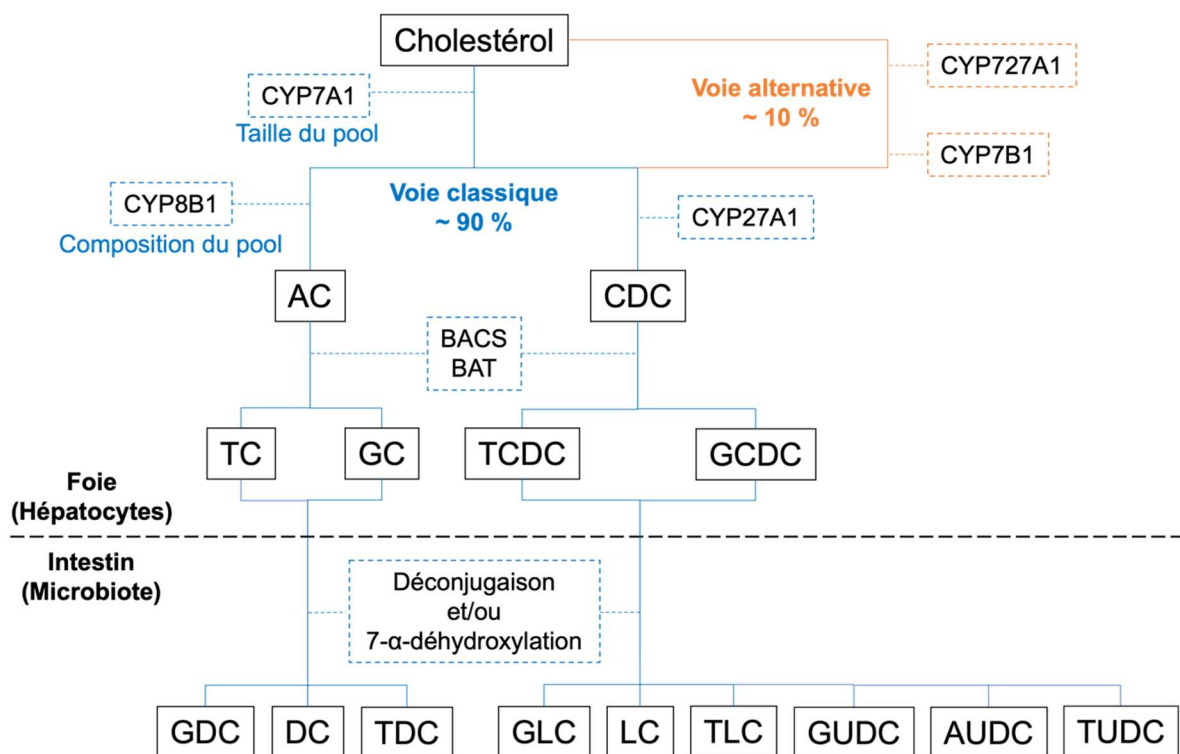 Cholestérol
CYP727A1
CYP7A1
Voie alternative
~ 10 %
Taille du pool
CYP7B1
CYP8B1
Voie classique
~ 90 %
CYP27A1
Composition du pool
AC
CDC
BACS
BAT
TC
GC
TCDC
GCDC
Foie
(Hépatocytes)
Intestin
(Microbiote)
Déconjugaison
et/ou
7-α-déhydroxylation
GDC
DC
TDC
GLC
LC
TLC
GUDC
AUDC
TUDC